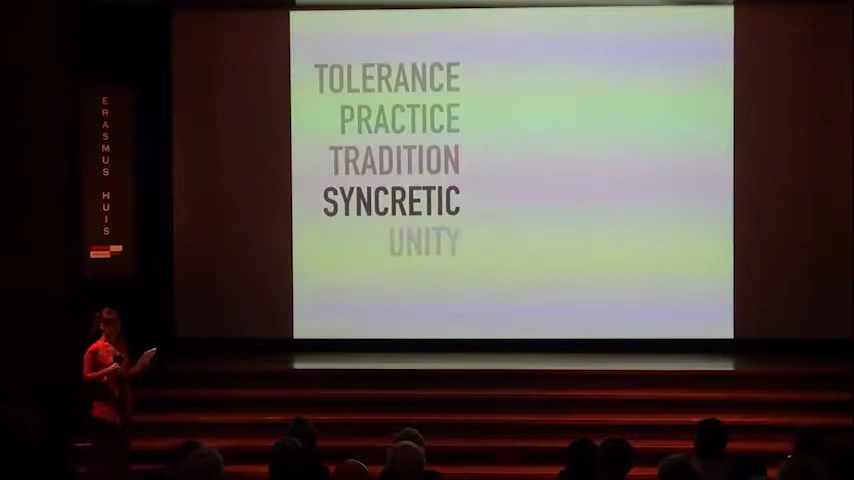 TOLERANCE
PRACTICE
TRADITION
SYNCRETIC
UNITY
ERASMUS HUIS